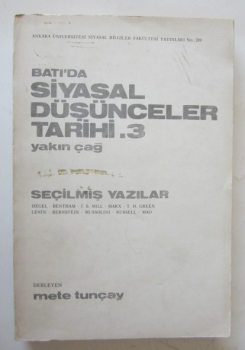 ANKARA ÜNİVERSİTESİ SİYASAL BİLGİLER FAKÜLTESİ YAYINLARI No.
BATI'DA
SİYASAL
DÜŞÜNCELER
TARİHİ.3
yakın çağ
SEÇİLMİŞ YAZILAR
HEGEL - BENTHAM - J. S. MILL - MARX - T. H. GREEN
LENIN - BERNSTEIN - MUSSOLINI - RUSSELL - MAO
DERLEYEN
mete tunçay